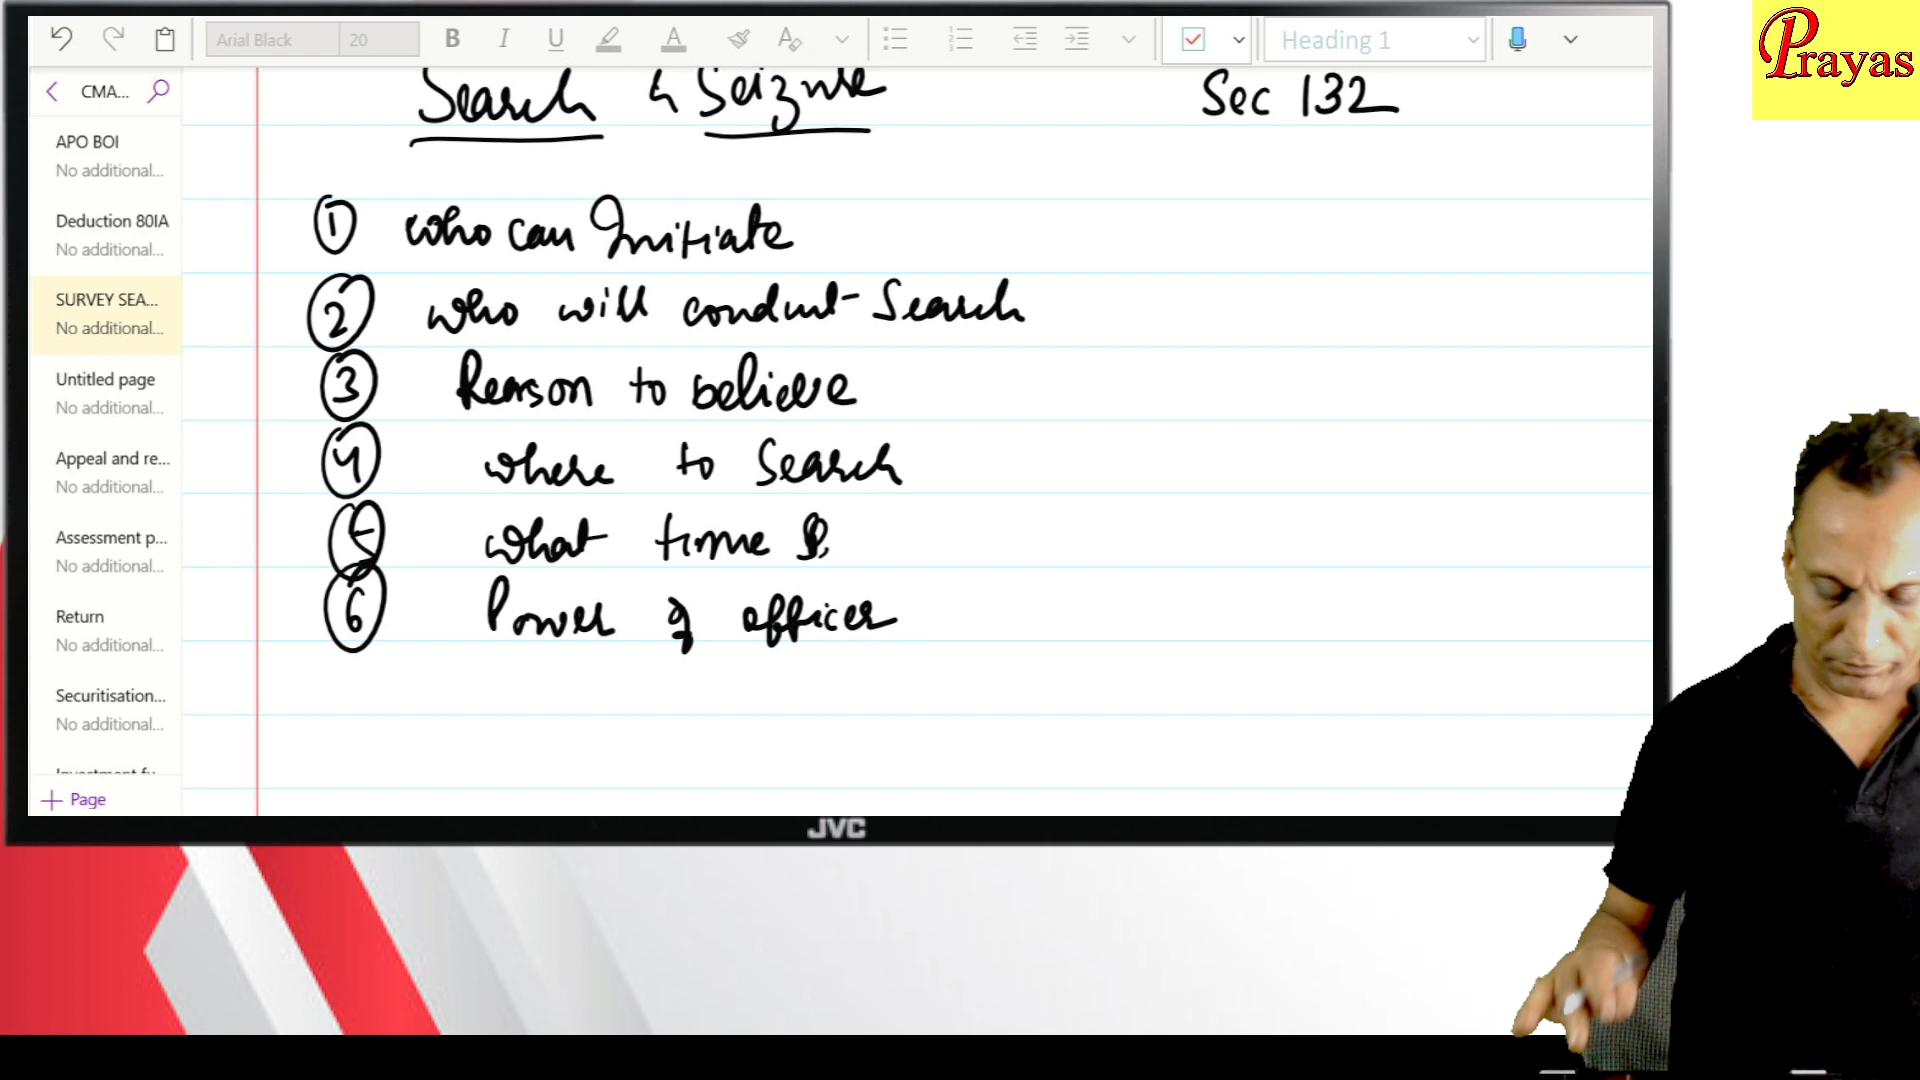 Prayas
Arial Black 20 B I U A A Heading 1
CMA...
APO BOI
No additional...
Deduction 80IA
No additional...
SURVEY SEA...
No additional...
Untitled page
No additional...
Appeal and re...
No additional...
Assessment p...
No additional...
Return
No additional...
Securitisation...
No additional...
+ Page
Search & Seizure Sec 132
① who can Initiate
② who will conduct Search
③ Reason to believe
④ where to Search
⑤ what time
⑥ Power of officer
JVC